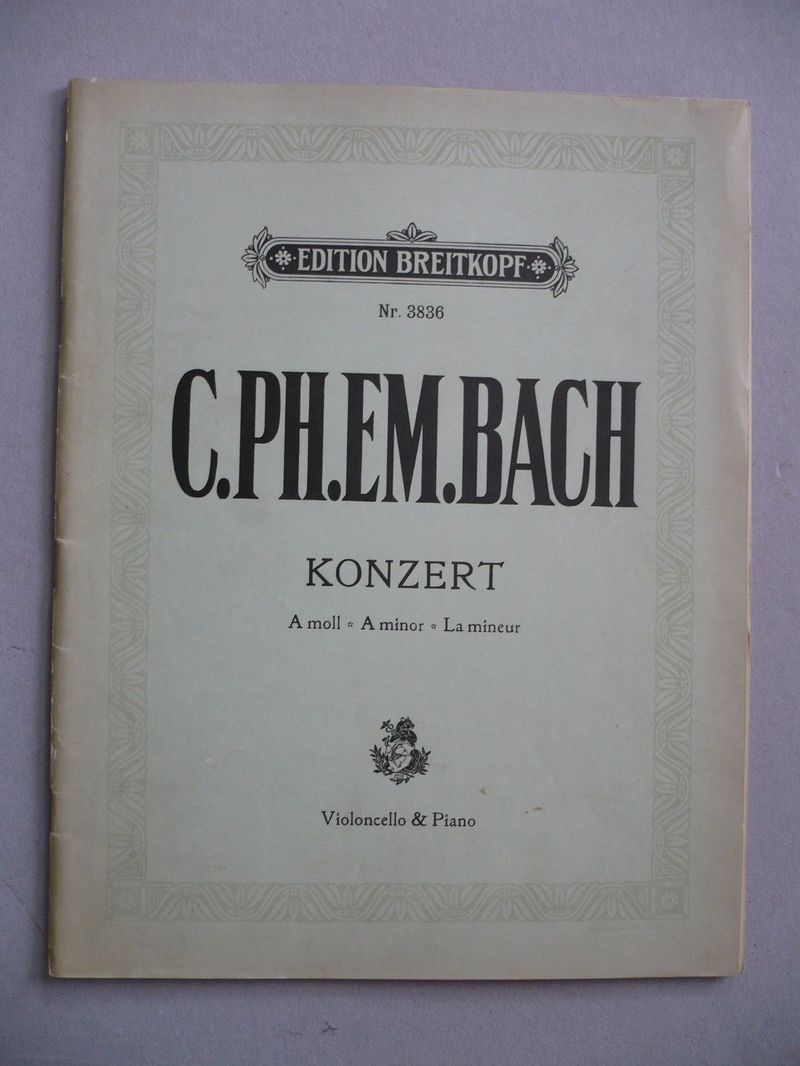 EDITION BREITKOPF
Nr. 3836
C.PH.EM.BACH
KONZERT
A moll * A minor * La mineur
Violoncello & Piano